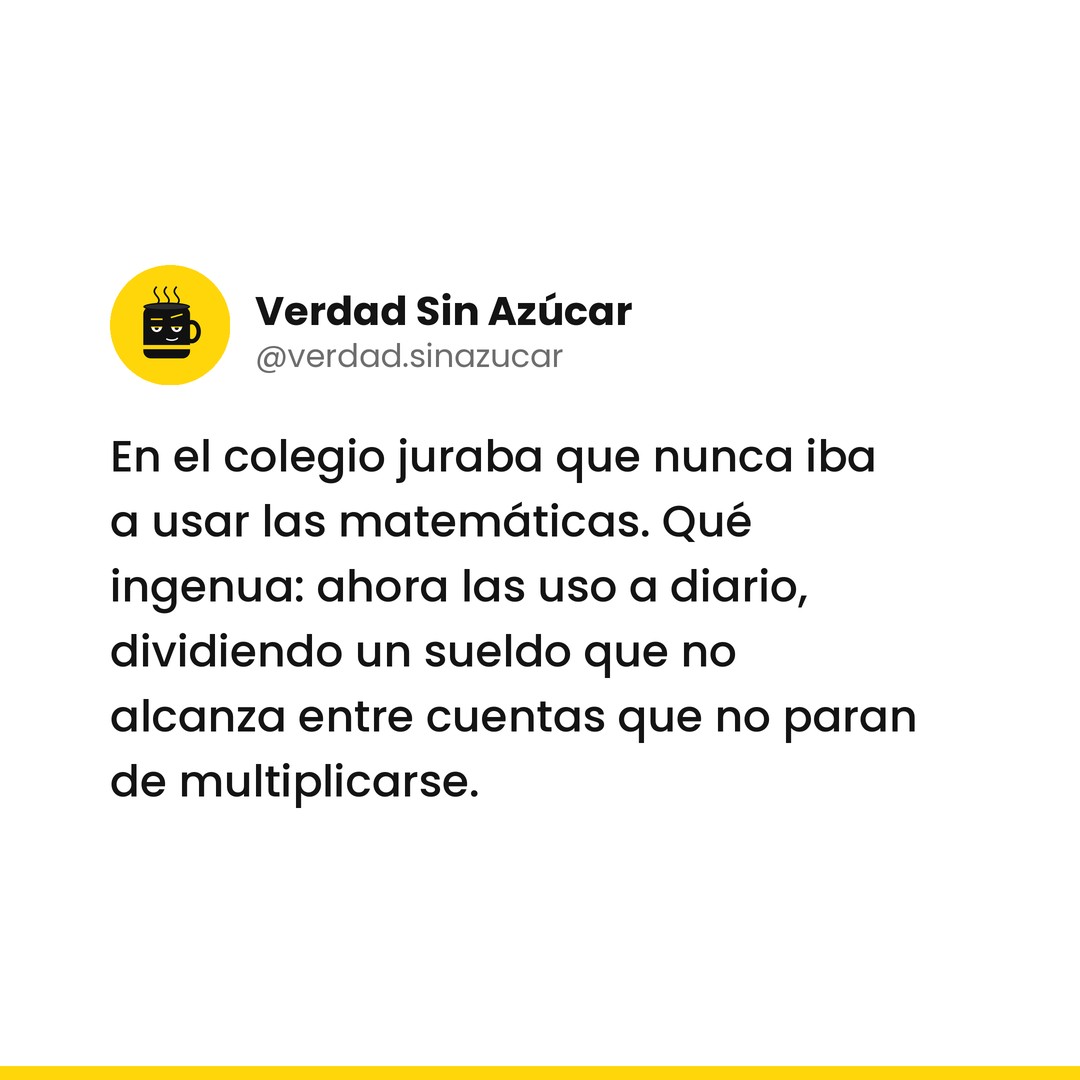 Verdad Sin Azúcar
@verdad.sinazucar
En el colegio juraba que nunca iba
a usar las matemáticas. Qué
ingenua: ahora las uso a diario,
dividiendo un sueldo que no
alcanza entre cuentas que no paran
de multiplicarse.